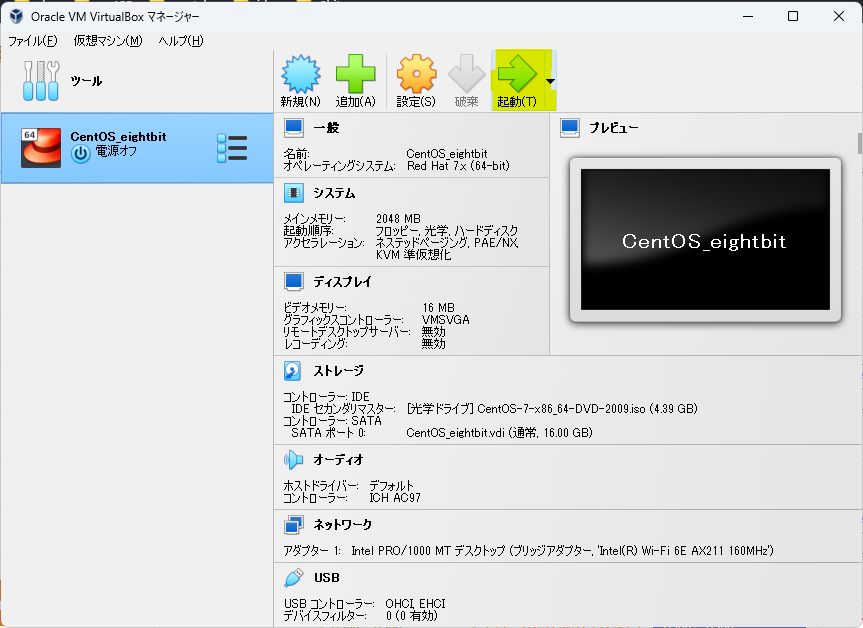 Oracle VM VirtualBox マネージャー
ファイル(F) 仮想マシン(M) ヘルプ(H)
ツール
新規(N) 追加(A) 設定(S) 破棄 起動(T)
64
CentOS_eightbit
電源オフ
一般
名前: CentOS_eightbit
オペレーティングシステム: Red Hat 7.x (64-bit)
システム
メインメモリー: 2048 MB
起動順序: フロッピー, 光学, ハードディスク
アクセラレーション: ネステッドページング, PAE/NX,
KVM 準仮想化
ディスプレイ
ビデオメモリー: 16 MB
グラフィックスコントローラー: VMSVGA
リモートデスクトップサーバー: 無効
レコーディング: 無効
プレビュー
CentOS_eightbit
ストレージ
コントローラー: IDE
IDE セカンダリマスター: [光学ドライブ] CentOS-7-x86_64-DVD-2009.iso (4.39 GB)
コントローラー: SATA
SATA ポート 0: CentOS_eightbit.vdi (通常, 16.00 GB)
オーディオ
ホストドライバー: デフォルト
コントローラー: ICH AC97
ネットワーク
アダプター 1: Intel PRO/1000 MT デスクトップ (ブリッジアダプター, 'Intel(R) Wi-Fi 6E AX211 160MHz')
USB
USB コントローラー: OHCI, EHCI
デバイスフィルター: 0 (0 有効)